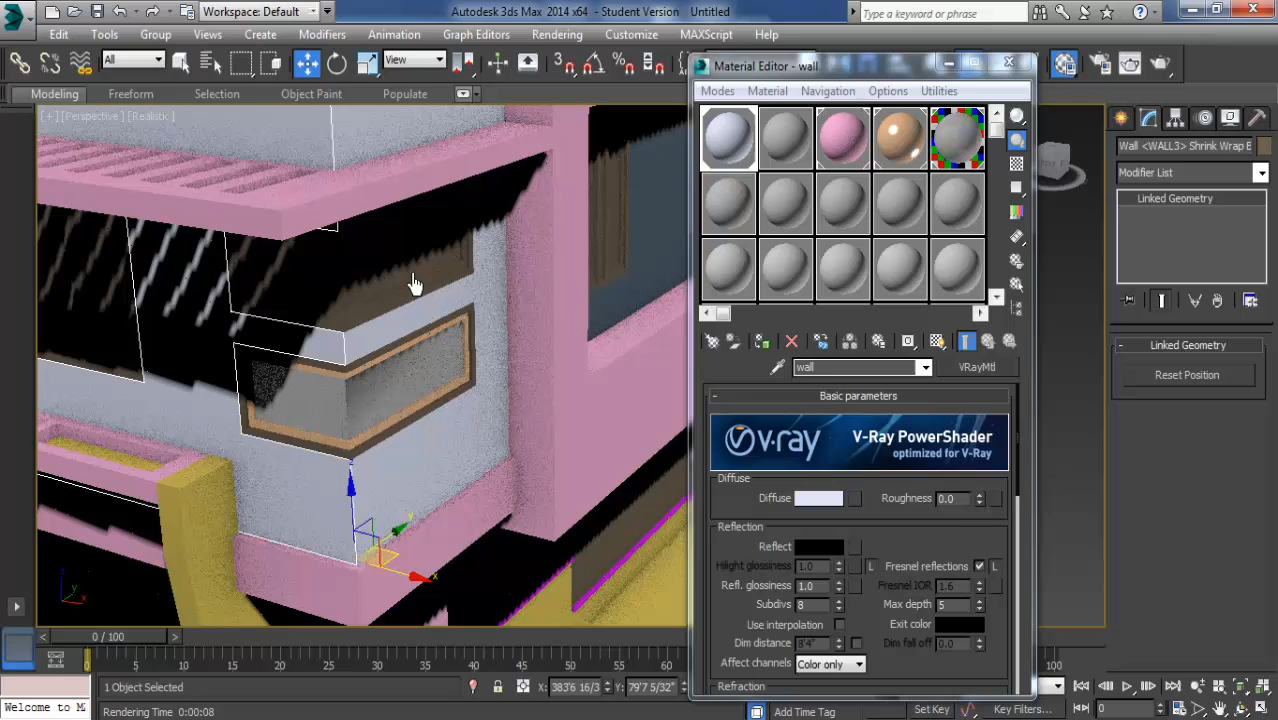 Workspace: Default
Autodesk 3ds Max 2014 x64 - Student Version Untitled
Type a keyword or phrase
Edit Tools Group Views Create Modifiers Animation Graph Editors Rendering Customize MAXScript Help
All View
Modeling Freeform Selection Object Paint Populate
[+] [Perspective] [Realistic]
Material Editor - wall
Modes Material Navigation Options Utilities
wall VRayMtl
Basic parameters
V-Ray PowerShader
optimized for V-Ray
Diffuse
Diffuse Roughness 0.0
Reflection
Reflect
Hilight glossiness 1.0 L Fresnel reflections L
Refl. glossiness 1.0 Fresnel IOR 1.6
Subdivs 8 Max depth 5
Use interpolation Exit color
Dim distance 8'4" Dim fall off 0.0
Affect channels Color only
Refraction
Wall <WALL3> Shrink Wrap B
Modifier List
Linked Geometry
Linked Geometry
Reset Position
z
y
x
z
y
x
< 0 / 100 >
0 5 10 15 20 25 30 35 40 45 50 55 60 100
1 Object Selected X: 383'6 16/3 Y: 79'7 5/32"
Welcome to M Rendering Time 0:00:08 Add Time Tag Set Key Key Filters... 0